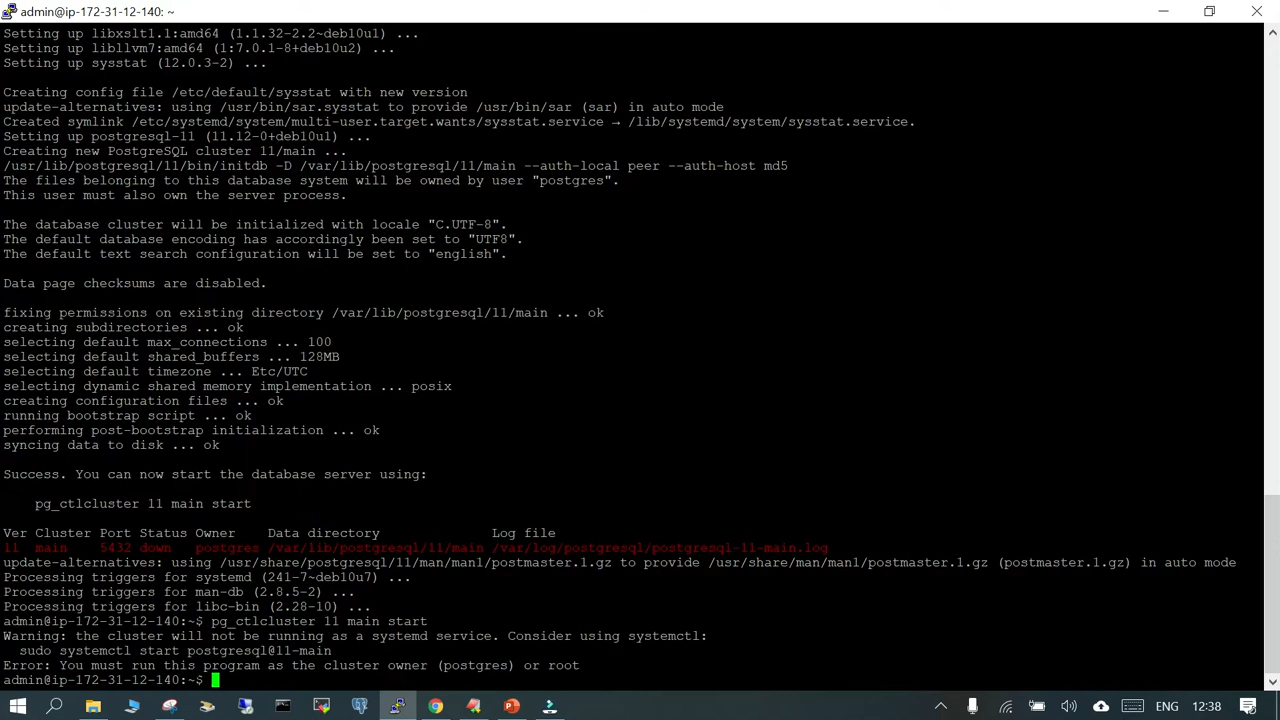 admin@ip-172-31-12-140: ~
Setting up libxslt1.1:amd64 (1.1.32-2.2~deb10u1) ...
Setting up libllvm7:amd64 (1:7.0.1-8+deb10u2) ...
Setting up sysstat (12.0.3-2) ...
Creating config file /etc/default/sysstat with new version
update-alternatives: using /usr/bin/sar.sysstat to provide /usr/bin/sar (sar) in auto mode
Created symlink /etc/systemd/system/multi-user.target.wants/sysstat.service → /lib/systemd/system/sysstat.service.
Setting up postgresql-11 (11.12-0+deb10u1) ...
Creating new PostgreSQL cluster 11/main ...
/usr/lib/postgresql/11/bin/initdb -D /var/lib/postgresql/11/main --auth-local peer --auth-host md5
The files belonging to this database system will be owned by user "postgres".
This user must also own the server process.
The database cluster will be initialized with locale "C.UTF-8".
The default database encoding has accordingly been set to "UTF8".
The default text search configuration will be set to "english".
Data page checksums are disabled.
fixing permissions on existing directory /var/lib/postgresql/11/main ... ok
creating subdirectories ... ok
selecting default max_connections ... 100
selecting default shared_buffers ... 128MB
selecting default timezone ... Etc/UTC
selecting dynamic shared memory implementation ... posix
creating configuration files ... ok
running bootstrap script ... ok
performing post-bootstrap initialization ... ok
syncing data to disk ... ok
Success. You can now start the database server using:
pg_ctlcluster 11 main start
Ver Cluster Port Status Owner    Data directory              Log file
11  main    5432 down   postgres /var/lib/postgresql/11/main /var/log/postgresql/postgresql-11-main.log
update-alternatives: using /usr/share/postgresql/11/man/man1/postmaster.1.gz to provide /usr/share/man/man1/postmaster.1.gz (postmaster.1.gz) in auto mode
Processing triggers for systemd (241-7~deb10u7) ...
Processing triggers for man-db (2.8.5-2) ...
Processing triggers for libc-bin (2.28-10) ...
admin@ip-172-31-12-140:~$ pg_ctlcluster 11 main start
Warning: the cluster will not be running as a systemd service. Consider using systemctl:
sudo systemctl start postgresql@11-main
Error: You must run this program as the cluster owner (postgres) or root
admin@ip-172-31-12-140:~$
ENG 12:38